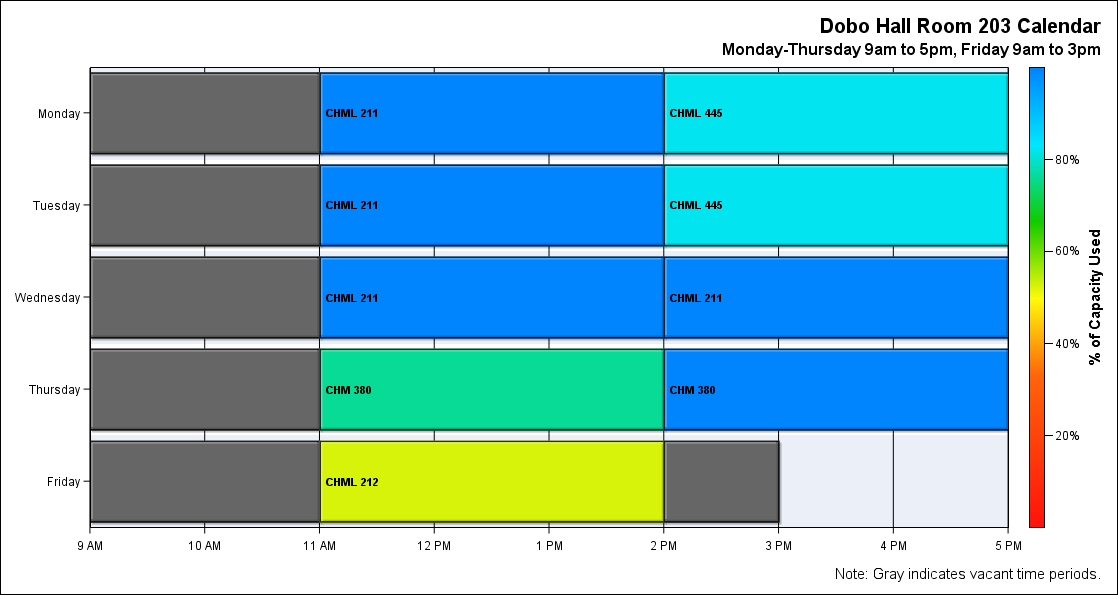 Dobo Hall Room 203 Calendar
Monday-Thursday 9am to 5pm, Friday 9am to 3pm
Monday
CHML 211
CHML 445
Tuesday
CHML 211
CHML 445
Wednesday
CHML 211
CHML 211
Thursday
CHM 380
CHM 380
Friday
CHML 212
9 AM
10 AM
11 AM
12 PM
1 PM
2 PM
3 PM
4 PM
5 PM
80%
60%
40%
20%
% of Capacity Used
Note: Gray indicates vacant time periods.